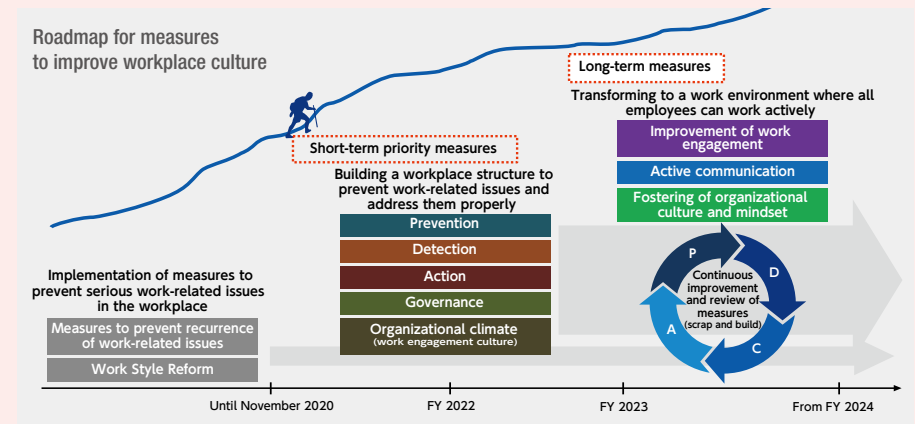 Roadmap for measures
to improve workplace culture
Long-term measures
Transforming to a work environment where all
employees can work actively
Improvement of work
engagement
Active communication
Fostering of organizational
culture and mindset
Short-term priority measures
Building a workplace structure to
prevent work-related issues and
address them properly
Prevention
Detection
Action
Governance
Organizational climate
(work engagement culture)
Implementation of measures to
prevent serious work-related issues
in the workplace
Measures to prevent recurrence
of work-related issues
Work Style Reform
P
D
C
A
Continuous
improvement
and review of
measures
(scrap and build)
Until November 2020
FY 2022
FY 2023
From FY 2024